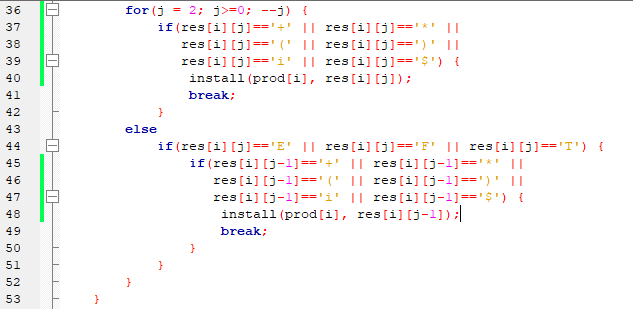 36 for(j = 2; j>=0; --j) {
37 if(res[i][j]=='+' || res[i][j]=='*' ||
38 res[i][j]=='(' || res[i][j]==')' ||
39 res[i][j]=='i' || res[i][j]=='$') {
40 install(prod[i], res[i][j]);
41 break;
42 }
43 else
44 if(res[i][j]=='E' || res[i][j]=='F' || res[i][j]=='T') {
45 if(res[i][j-1]=='+' || res[i][j-1]=='*' ||
46 res[i][j-1]=='(' || res[i][j-1]==')' ||
47 res[i][j-1]=='i' || res[i][j-1]=='$') {
48 install(prod[i], res[i][j-1]);
49 break;
50 }
51 }
52 }
53 }